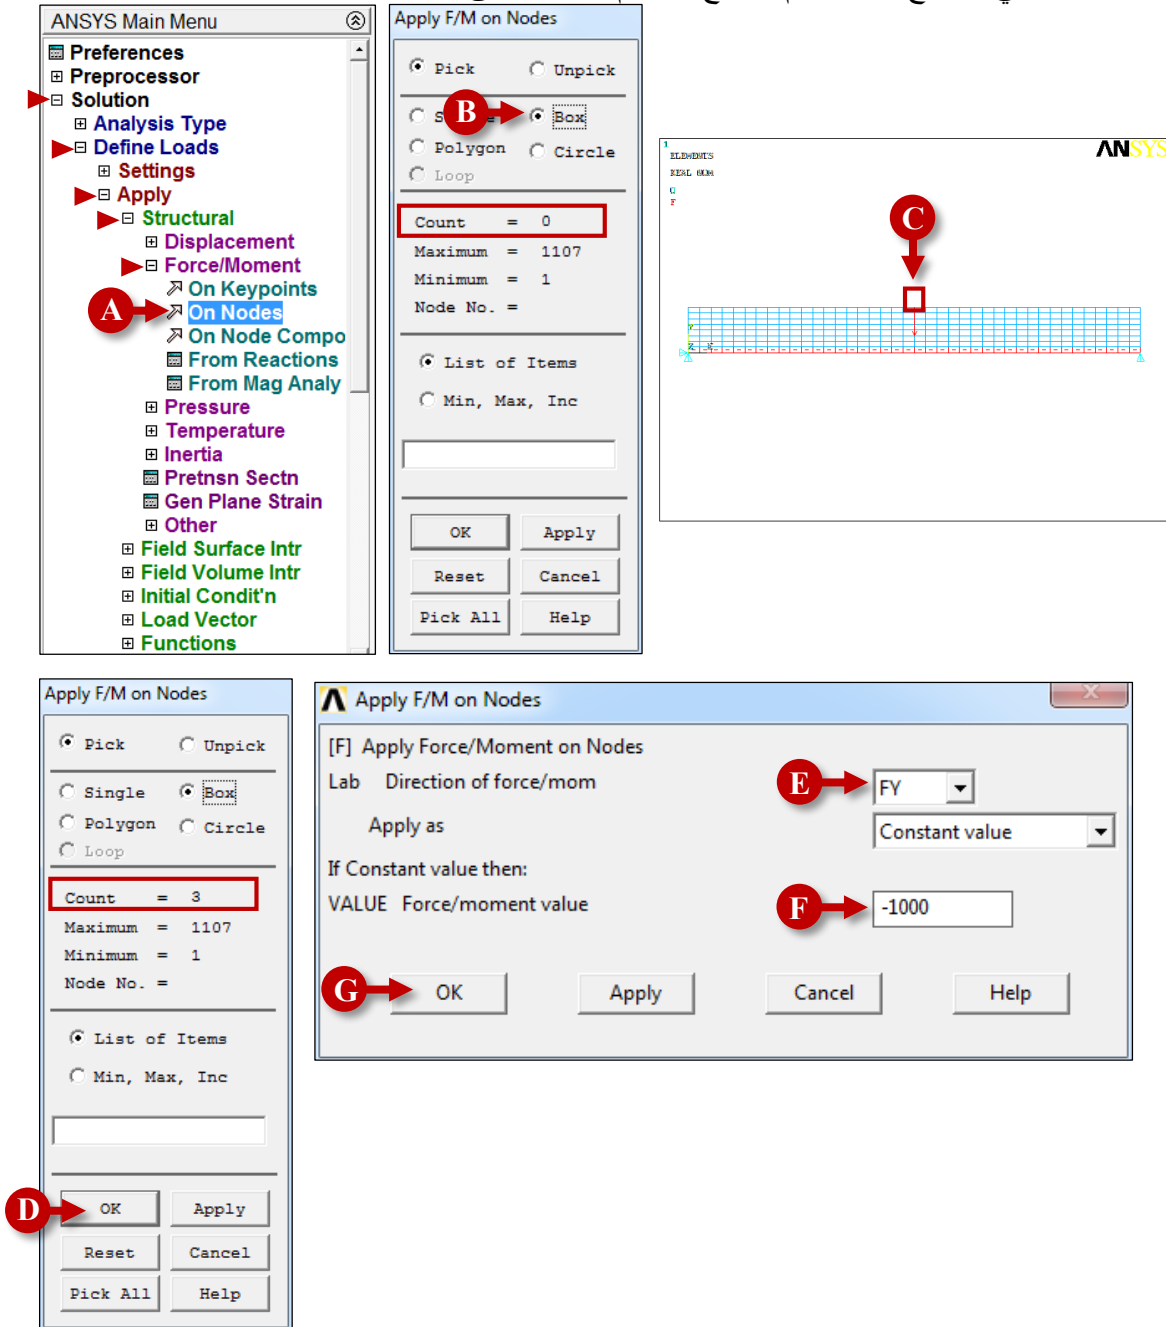 ANSYS Main Menu
Preferences
Preprocessor
Solution
Analysis Type
Define Loads
Settings
Apply
Structural
Displacement
Force/Moment
On Keypoints
A
On Nodes
On Node Compo
From Reactions
From Mag Analy
Pressure
Temperature
Inertia
Pretnsn Sectn
Gen Plane Strain
Other
Field Surface Intr
Field Volume Intr
Initial Condit'n
Load Vector
Functions
Apply F/M on Nodes
Pick Unpick
B Box
Polygon Circle
Loop
Count = 0
Maximum = 1107
Minimum = 1
Node No. =
List of Items
Min, Max, Inc
OK Apply
Reset Cancel
Pick All Help
1
ELEMENTS
REAL NUM
U
F
ANSYS
C
Y
X
Apply F/M on Nodes
Pick Unpick
Single Box
Polygon Circle
Loop
Count = 3
Maximum = 1107
Minimum = 1
Node No. =
List of Items
Min, Max, Inc
D OK Apply
Reset Cancel
Pick All Help
Apply F/M on Nodes
[F] Apply Force/Moment on Nodes
Lab Direction of force/mom E FY
Apply as Constant value
If Constant value then:
VALUE Force/moment value F -1000
G OK Apply Cancel Help